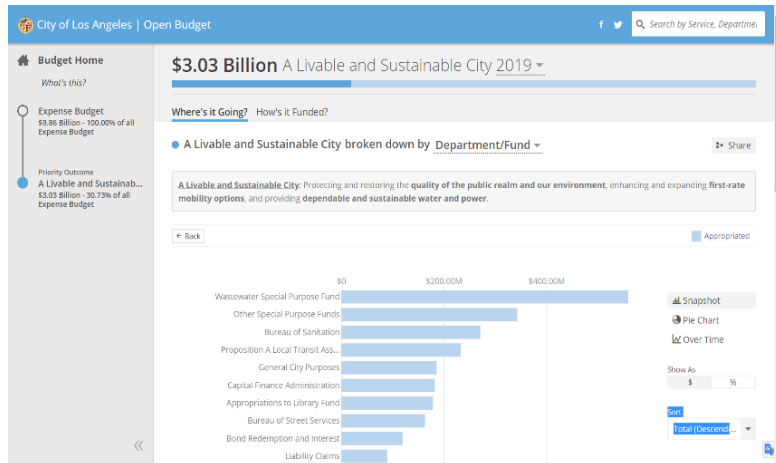 City of Los Angeles | Open Budget
f
Search by Service, Departme
Budget Home
What's this?
Expense Budget
$9.86 Billion - 100.00% of all
Expense Budget
Priority Outcome
A Livable and Sustainab...
$3.03 Billion - 30.73% of all
Expense Budget
$3.03 Billion A Livable and Sustainable City 2019
Where's it Going? How's it Funded?
A Livable and Sustainable City broken down by Department/Fund
Share
A Livable and Sustainable City: Protecting and restoring the quality of the public realm and our environment, enhancing and expanding first-rate
mobility options, and providing dependable and sustainable water and power.
← Back
Appropriated
$0 $200.00M $400.00M
Wastewater Special Purpose Fund
Other Special Purpose Funds
Bureau of Sanitation
Proposition A Local Transit Ass...
General City Purposes
Capital Finance Administration
Appropriations to Library Fund
Bureau of Street Services
Bond Redemption and Interest
Liability Claims
Snapshot
Pie Chart
Over Time
Show As
$ %
Sort
Total (Descend...